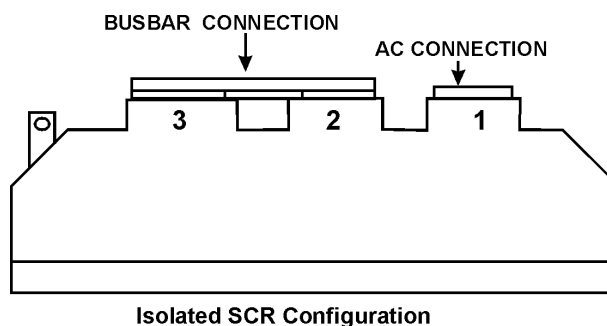 BUSBAR CONNECTION
AC CONNECTION
3 2 1
Isolated SCR Configuration